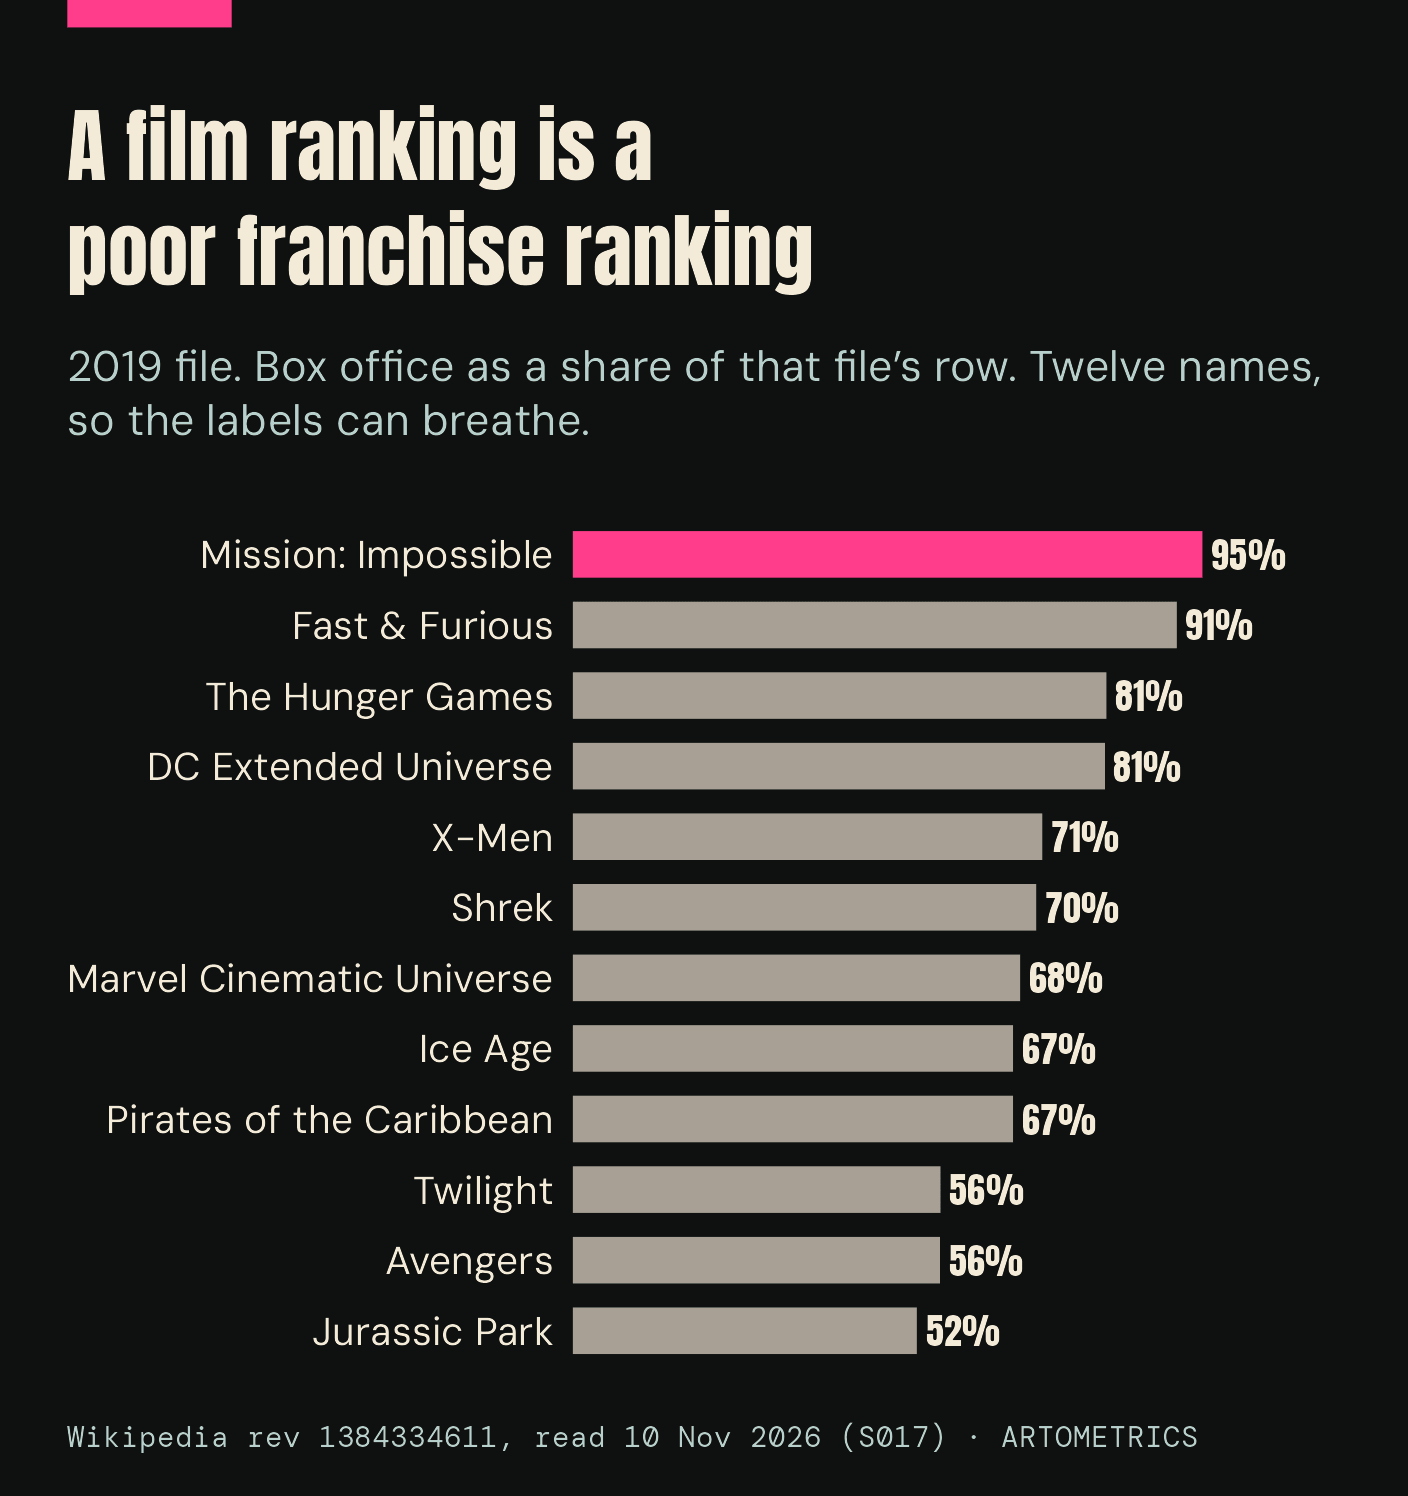 A film ranking is a
poor franchise ranking
2019 file. Box office as a share of that file’s row. Twelve names,
so the labels can breathe.
Mission: Impossible 95%
Fast & Furious 91%
The Hunger Games 81%
DC Extended Universe 81%
X-Men 71%
Shrek 70%
Marvel Cinematic Universe 68%
Ice Age 67%
Pirates of the Caribbean 67%
Twilight 56%
Avengers 56%
Jurassic Park 52%
Wikipedia rev 1384334611, read 10 Nov 2026 (S017) · ARTOMETRICS